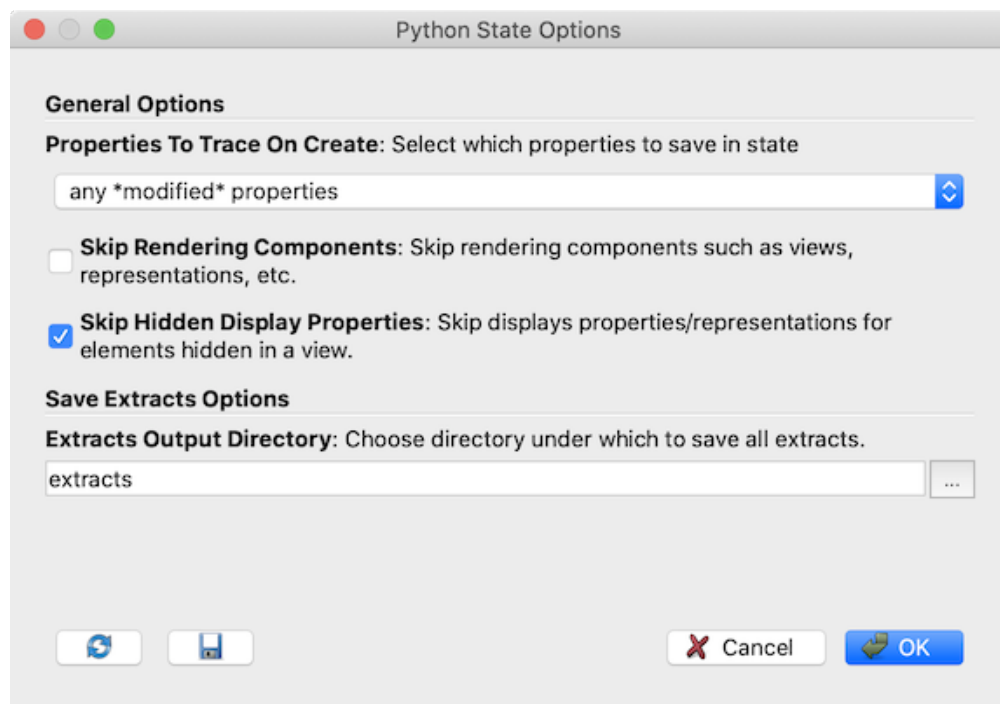 Python State Options
General Options
Properties To Trace On Create: Select which properties to save in state
any *modified* properties
Skip Rendering Components: Skip rendering components such as views,
representations, etc.
Skip Hidden Display Properties: Skip displays properties/representations for
elements hidden in a view.
Save Extracts Options
Extracts Output Directory: Choose directory under which to save all extracts.
extracts
...
Cancel
OK